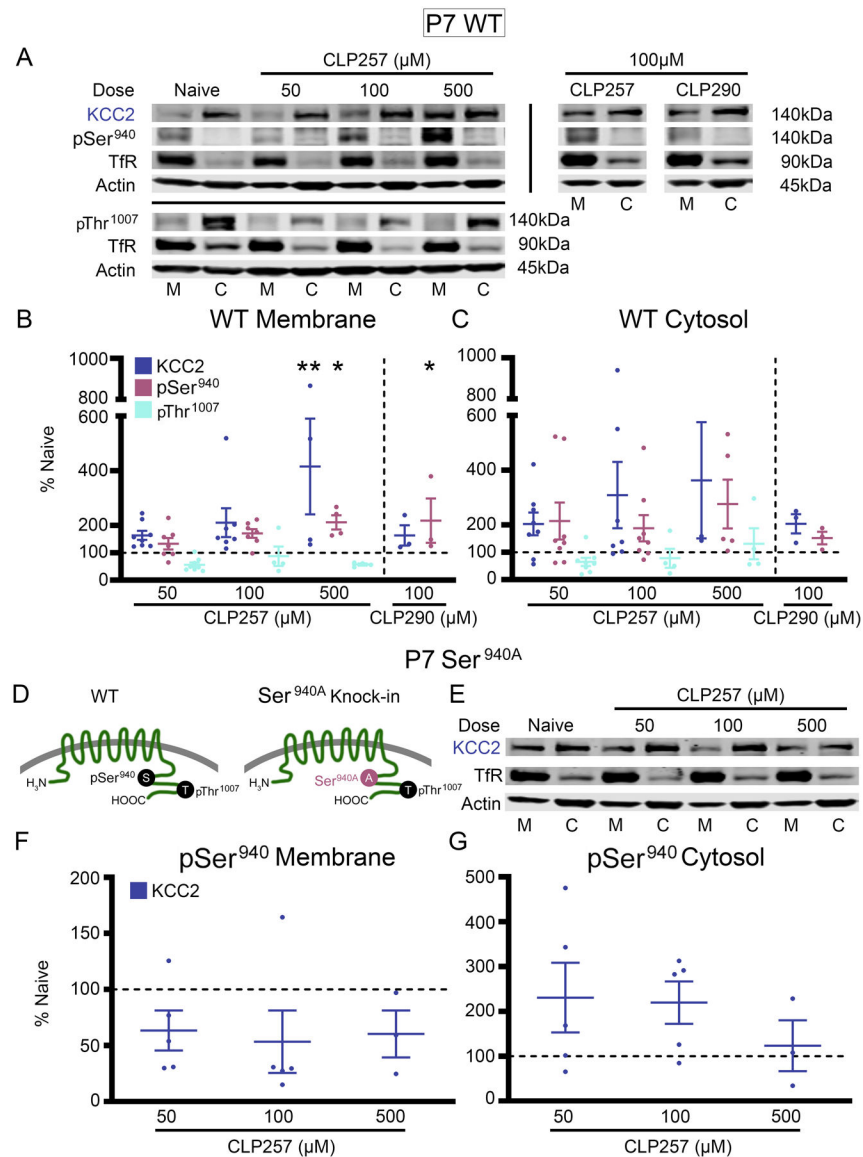 P7 WT
A
CLP257 (µM)
100µM
Dose Naive 50 100 500 CLP257 CLP290
KCC2 140kDa
pSer940 140kDa
TfR 90kDa
Actin 45kDa
M C M C
pThr1007 140kDa
TfR 90kDa
Actin 45kDa
M C M C M C M C
B WT Membrane C WT Cytosol
1000 1000
KCC2
800 800
pSer940
600 600
pThr1007
** * *
% Naive
400 400
200 200
100 100
0 0
50 100 500 100 50 100 500 100
CLP257 (µM) CLP290 (µM) CLP257 (µM) CLP290 (µM)
P7 Ser940A
D WT Ser940A Knock-in
H3N pSer940 S T pThr1007 HOOC
H3N Ser940A A T pThr1007 HOOC
E
CLP257 (µM)
Dose Naive 50 100 500
KCC2
TfR
Actin
M C M C M C M C
F pSer940 Membrane
200
KCC2
150
% Naive
100
50
0
50 100 500
CLP257 (µM)
G pSer940 Cytosol
500
400
300
200
100
0
50 100 500
CLP257 (µM)